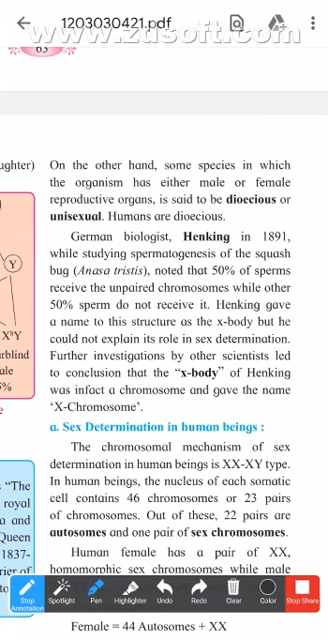 1203030421.pdf
www.zdsoft.com
63
ughter)
Y
XʰY
rblind
ale
%
e
s "The
royal
a and
Queen
1837-
On the other hand, some species in which
the organism has either male or female
reproductive organs, is said to be dioecious or
unisexual. Humans are dioecious.
German biologist, Henking in 1891,
while studying spermatogenesis of the squash
bug (Anasa tristis), noted that 50% of sperms
receive the unpaired chromosomes while other
50% sperm do not receive it. Henking gave
a name to this structure as the x-body but he
could not explain its role in sex determination.
Further investigations by other scientists led
to conclusion that the "x-body" of Henking
was infact a chromosome and gave the name
'X-Chromosome'.
a. Sex Determination in human beings :
The chromosomal mechanism of sex
determination in human beings is XX-XY type.
In human beings, the nucleus of each somatic
cell contains 46 chromosomes or 23 pairs
of chromosomes. Out of these, 22 pairs are
autosomes and one pair of sex chromosomes.
Human female has a pair of XX,
homomorphic sex chromosomes while male
Stop Annotation
Spotlight
Pen
Highlighter
Undo
Redo
Clear
Color
Stop Share
Female = 44 Autosomes + XX